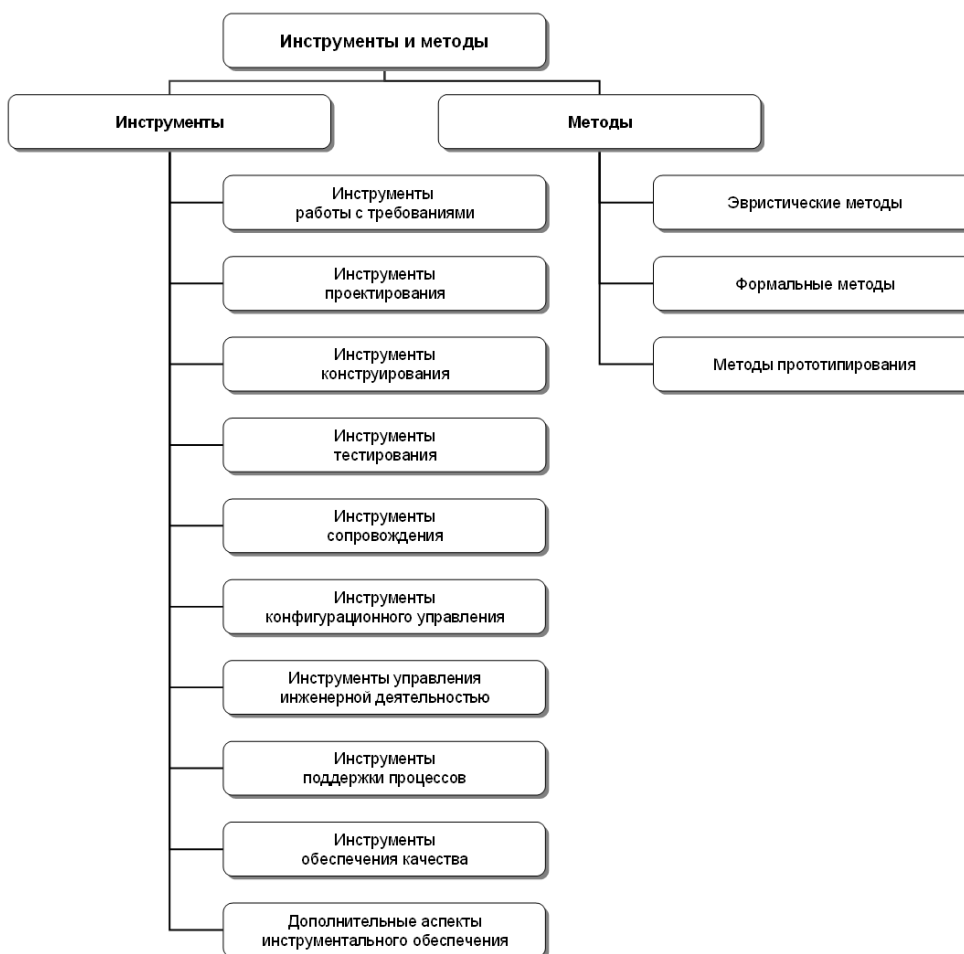 Инструменты и методы
Инструменты
Методы
Инструменты
работы с требованиями
Инструменты
проектирования
Инструменты
конструирования
Инструменты
тестирования
Инструменты
сопровождения
Инструменты
конфигурационного управления
Инструменты управления
инженерной деятельностью
Инструменты
поддержки процессов
Инструменты
обеспечения качества
Дополнительные аспекты
инструментального обеспечения
Эвристические методы
Формальные методы
Методы прототипирования